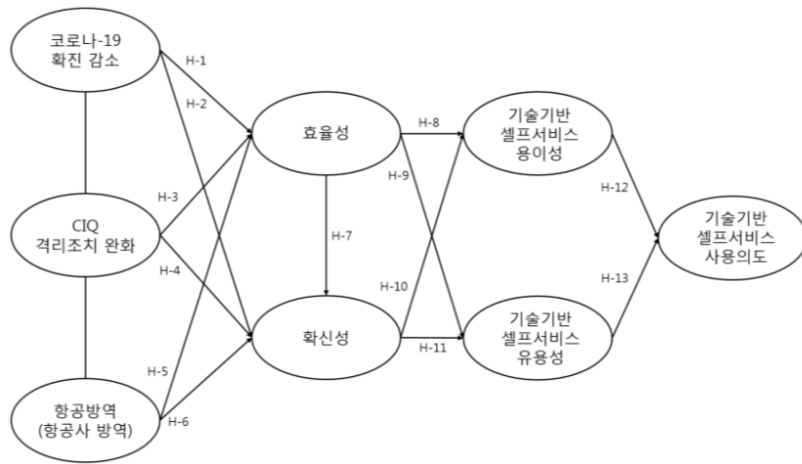 코로나-19
확진 감소
H-1
H-2
효율성
H-8
기술기반
셀프서비스
용이성
H-9
H-12
H-3
CIQ
격리조치 완화
H-4
H-7
기술기반
셀프서비스
사용의도
H-10
H-13
확신성
H-11
기술기반
셀프서비스
유용성
H-5
H-6
항공방역
(항공사 방역)